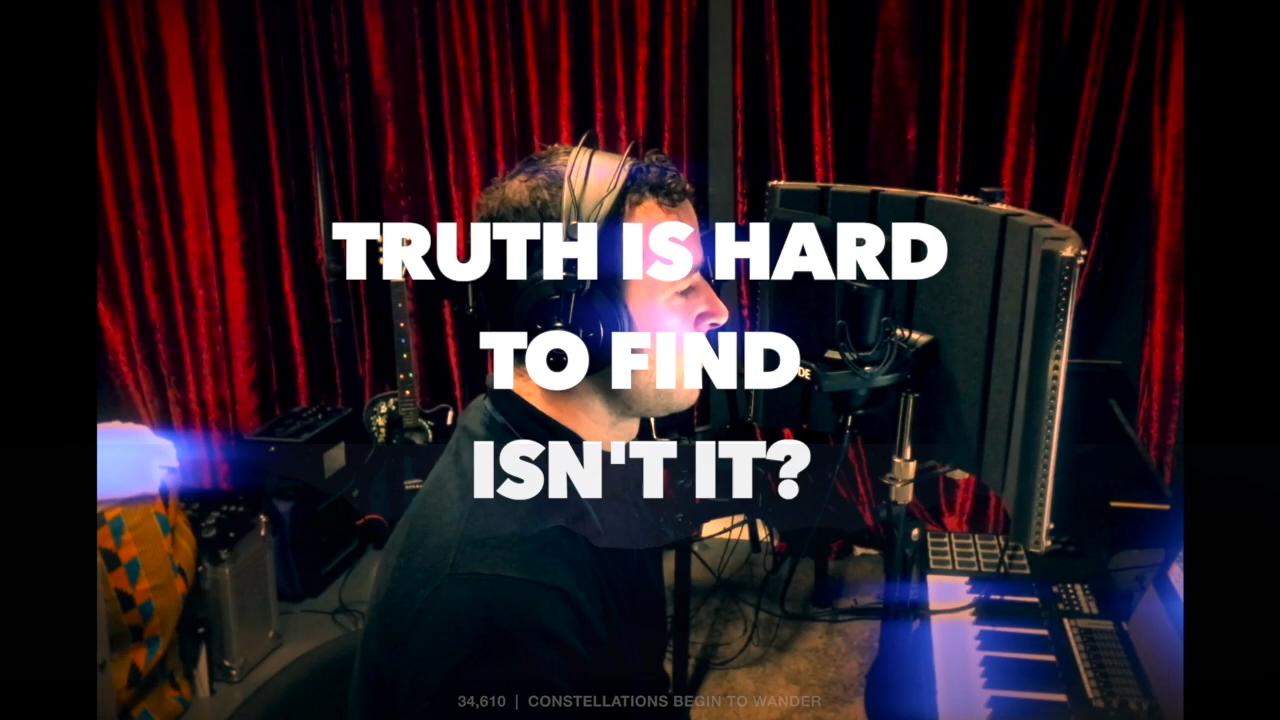 TRUTH IS HARD
TO FIND
ISN'T IT?
34,610 | CONSTELLATIONS BEGIN TO WANDER